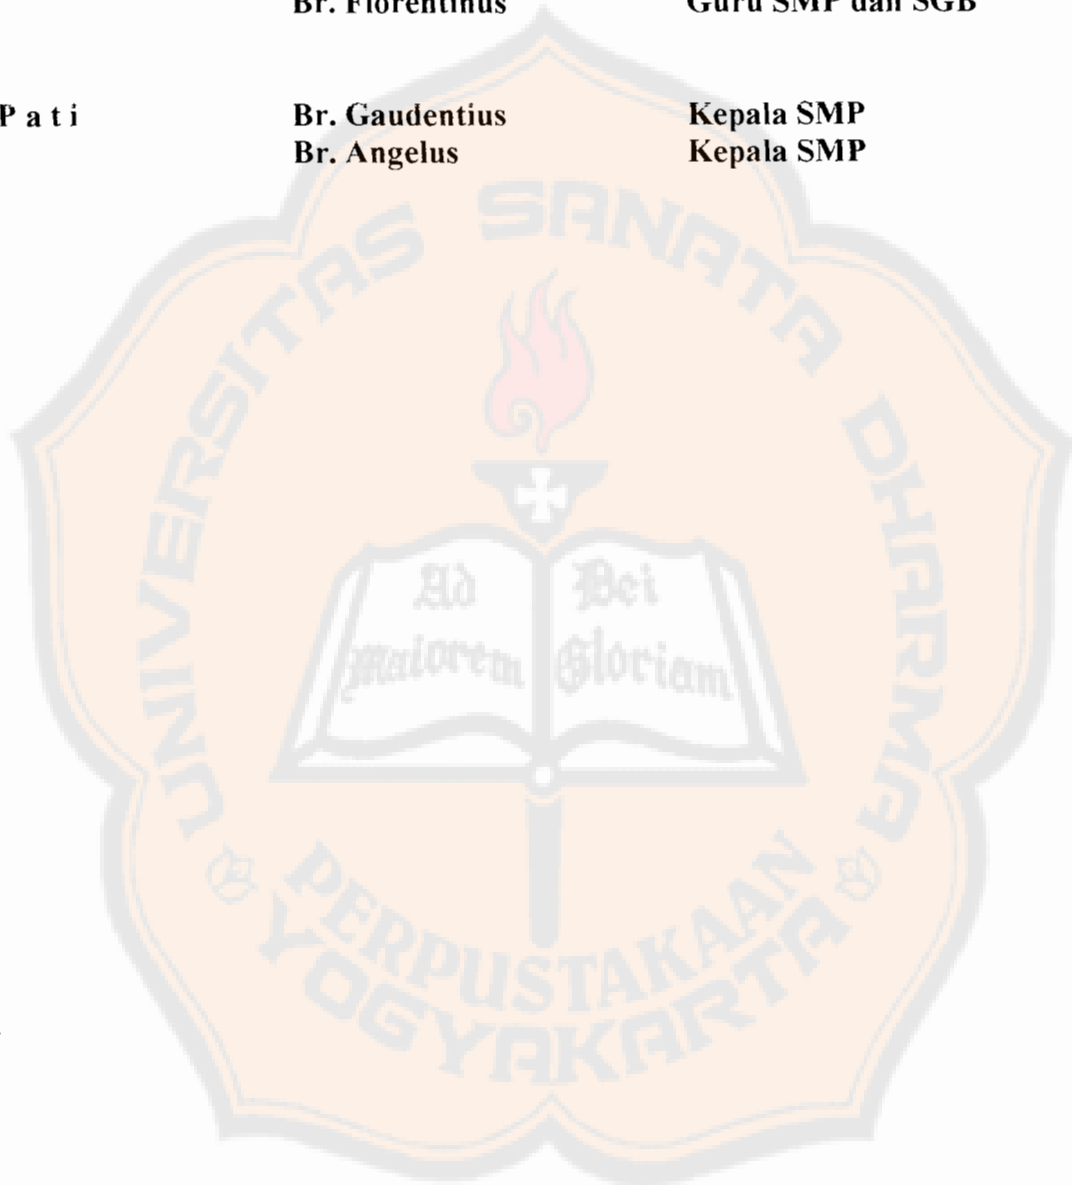 Br. Florentinus Guru SMP dan SGB
P a t i Br. Gaudentius Kepala SMP
Br. Angelus Kepala SMP
UNIVERSITAS SANATA DHARMA
Ad Dei
maiorem Gloriam
PERPUSTAKAAN
YOGYAKARTA